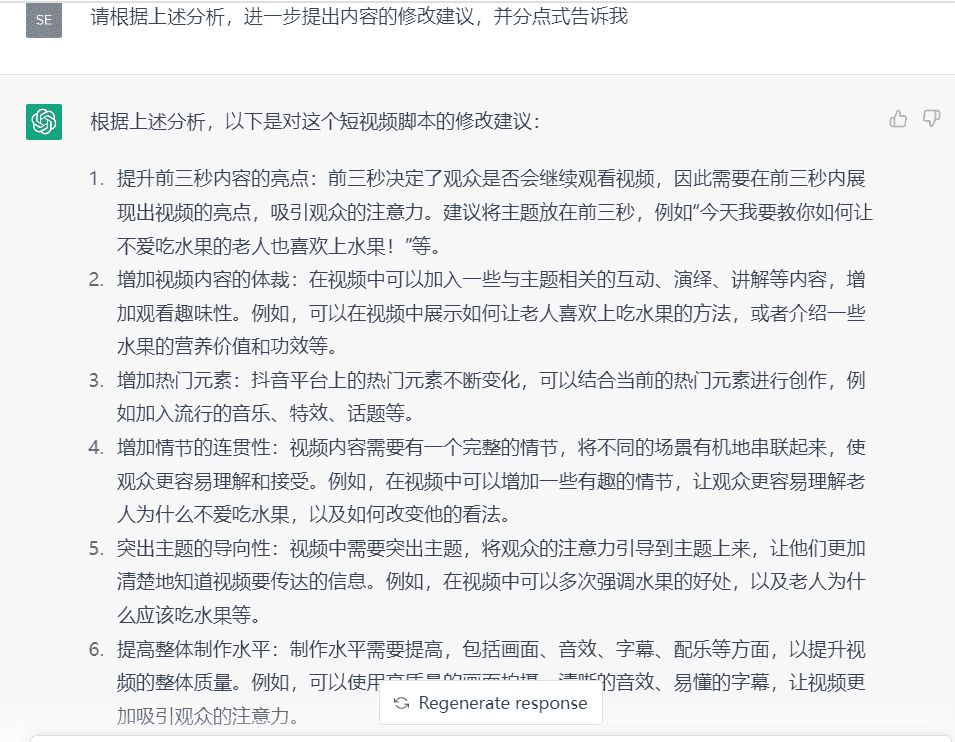 SE
请根据上述分析，进一步提出内容的修改建议，并分点式告诉我
根据上述分析，以下是对这个短视频脚本的修改建议：
1. 提升前三秒内容的亮点：前三秒决定了观众是否会继续观看视频，因此需要在前三秒内展
现出视频的亮点，吸引观众的注意力。建议将主题放在前三秒，例如“今天我要教你如何让
不爱吃水果的老人也喜欢上水果！”等。
2. 增加视频内容的体裁：在视频中可以加入一些与主题相关的互动、演绎、讲解等内容，增
加观看趣味性。例如，可以在视频中展示如何让老人喜欢上吃水果的方法，或者介绍一些
水果的营养价值和功效等。
3. 增加热门元素：抖音平台上的热门元素不断变化，可以结合当前的热门元素进行创作，例
如加入流行的音乐、特效、话题等。
4. 增加情节的连贯性：视频内容需要有一个完整的情节，将不同的场景有机地串联起来，使
观众更容易理解和接受。例如，在视频中可以增加一些有趣的情节，让观众更容易理解老
人为什么不爱吃水果，以及如何改变他的看法。
5. 突出主题的导向性：视频中需要突出主题，将观众的注意力引导到主题上来，让他们更加
清楚地知道视频要传达的信息。例如，在视频中可以多次强调水果的好处，以及老人为什
么应该吃水果等。
6. 提高整体制作水平：制作水平需要提高，包括画面、音效、字幕、配乐等方面，以提升视
频的整体质量。例如，可以使用高质量的画面拍摄、清晰的音效、易懂的字幕，让视频更
加吸引观众的注意力。
Regenerate response